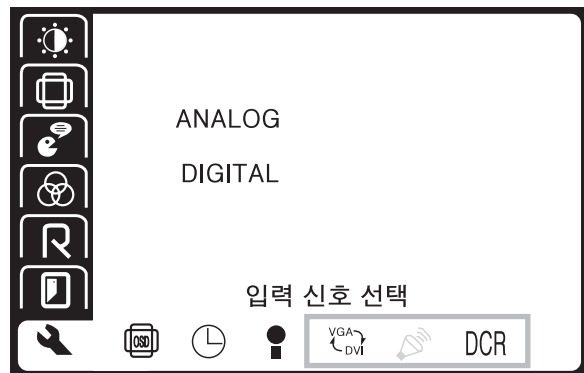 ANALOG
DIGITAL
입력 신호 선택
OSD
VGA
DVI
DCR